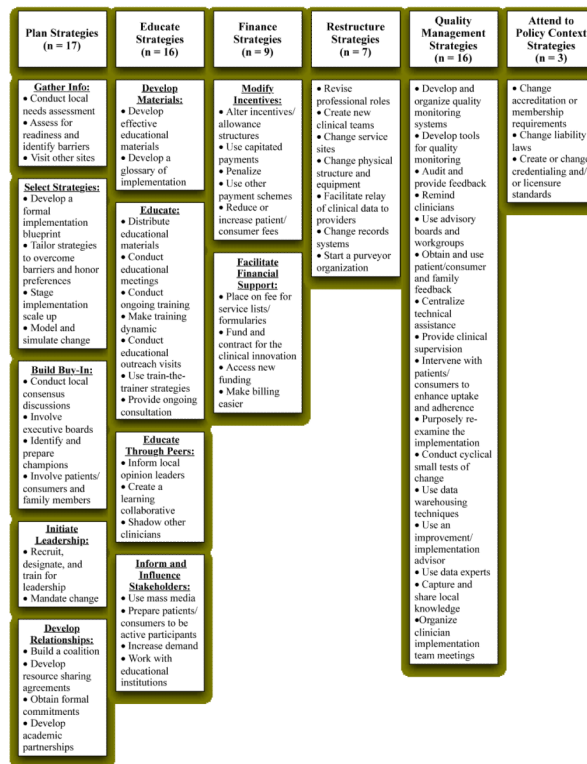 Plan Strategies
(n = 17)
Gather Info:
• Conduct local
needs assessment
• Assess for
readiness and
identify barriers
• Visit other sites
Select Strategies:
• Develop a
formal
implementation
blueprint
• Tailor strategies
to overcome
barriers and honor
preferences
• Stage
implementation
scale up
• Model and
simulate change
Build Buy-In:
• Conduct local
consensus
discussions
• Involve
executive boards
• Identify and
prepare
champions
• Involve patients/
consumers and
family members
Initiate
Leadership:
• Recruit,
designate, and
train for
leadership
• Mandate change
Develop
Relationships:
• Build a coalition
• Develop
resource sharing
agreements
• Obtain formal
commitments
• Develop
academic
partnerships
Educate
Strategies
(n = 16)
Develop
Materials:
• Develop
effective
educational
materials
• Develop a
glossary of
implementation
Educate:
• Distribute
educational
materials
• Conduct
educational
meetings
• Conduct
ongoing training
• Make training
dynamic
• Conduct
educational
outreach visits
• Use train-the-
trainer strategies
• Provide ongoing
consultation
Educate
Through Peers:
• Inform local
opinion leaders
• Create a
learning
collaborative
• Shadow other
clinicians
Inform and
Influence
Stakeholders:
• Use mass media
• Prepare patients/
consumers to be
active participants
• Increase demand
• Work with
educational
institutions
Finance
Strategies
(n = 9)
Modify
Incentives:
• Alter incentives/
allowance
structures
• Use capitated
payments
• Penalize
• Use other
payment schemes
• Reduce or
increase patient/
consumer fees
Facilitate
Financial
Support:
• Place on fee for
service lists/
formularies
• Fund and
contract for the
clinical innovation
• Access new
funding
• Make billing
easier
Restructure
Strategies
(n = 7)
• Revise
professional roles
• Create new
clinical teams
• Change service
sites
• Change physical
structure and
equipment
• Facilitate relay
of clinical data to
providers
• Change records
systems
• Start a purveyor
organization
Quality
Management
Strategies
(n = 16)
• Develop and
organize quality
monitoring
systems
• Develop tools
for quality
monitoring
• Audit and
provide feedback
• Remind
clinicians
• Use advisory
boards and
workgroups
• Obtain and use
patient/consumer
and family
feedback
• Centralize
technical
assistance
• Provide clinical
supervision
• Intervene with
patients/
consumers to
enhance uptake
and adherence
• Purposely re-
examine the
implementation
• Conduct cyclical
small tests of
change
• Use data
warehousing
techniques
• Use an
improvement/
implementation
advisor
• Use data experts
• Capture and
share local
knowledge
•Organize
clinician
implementation
team meetings
Attend to
Policy Context
Strategies
(n = 3)
• Change
accreditation or
membership
requirements
• Change liability
laws
• Create or change
credentialing and/
or licensure
standards